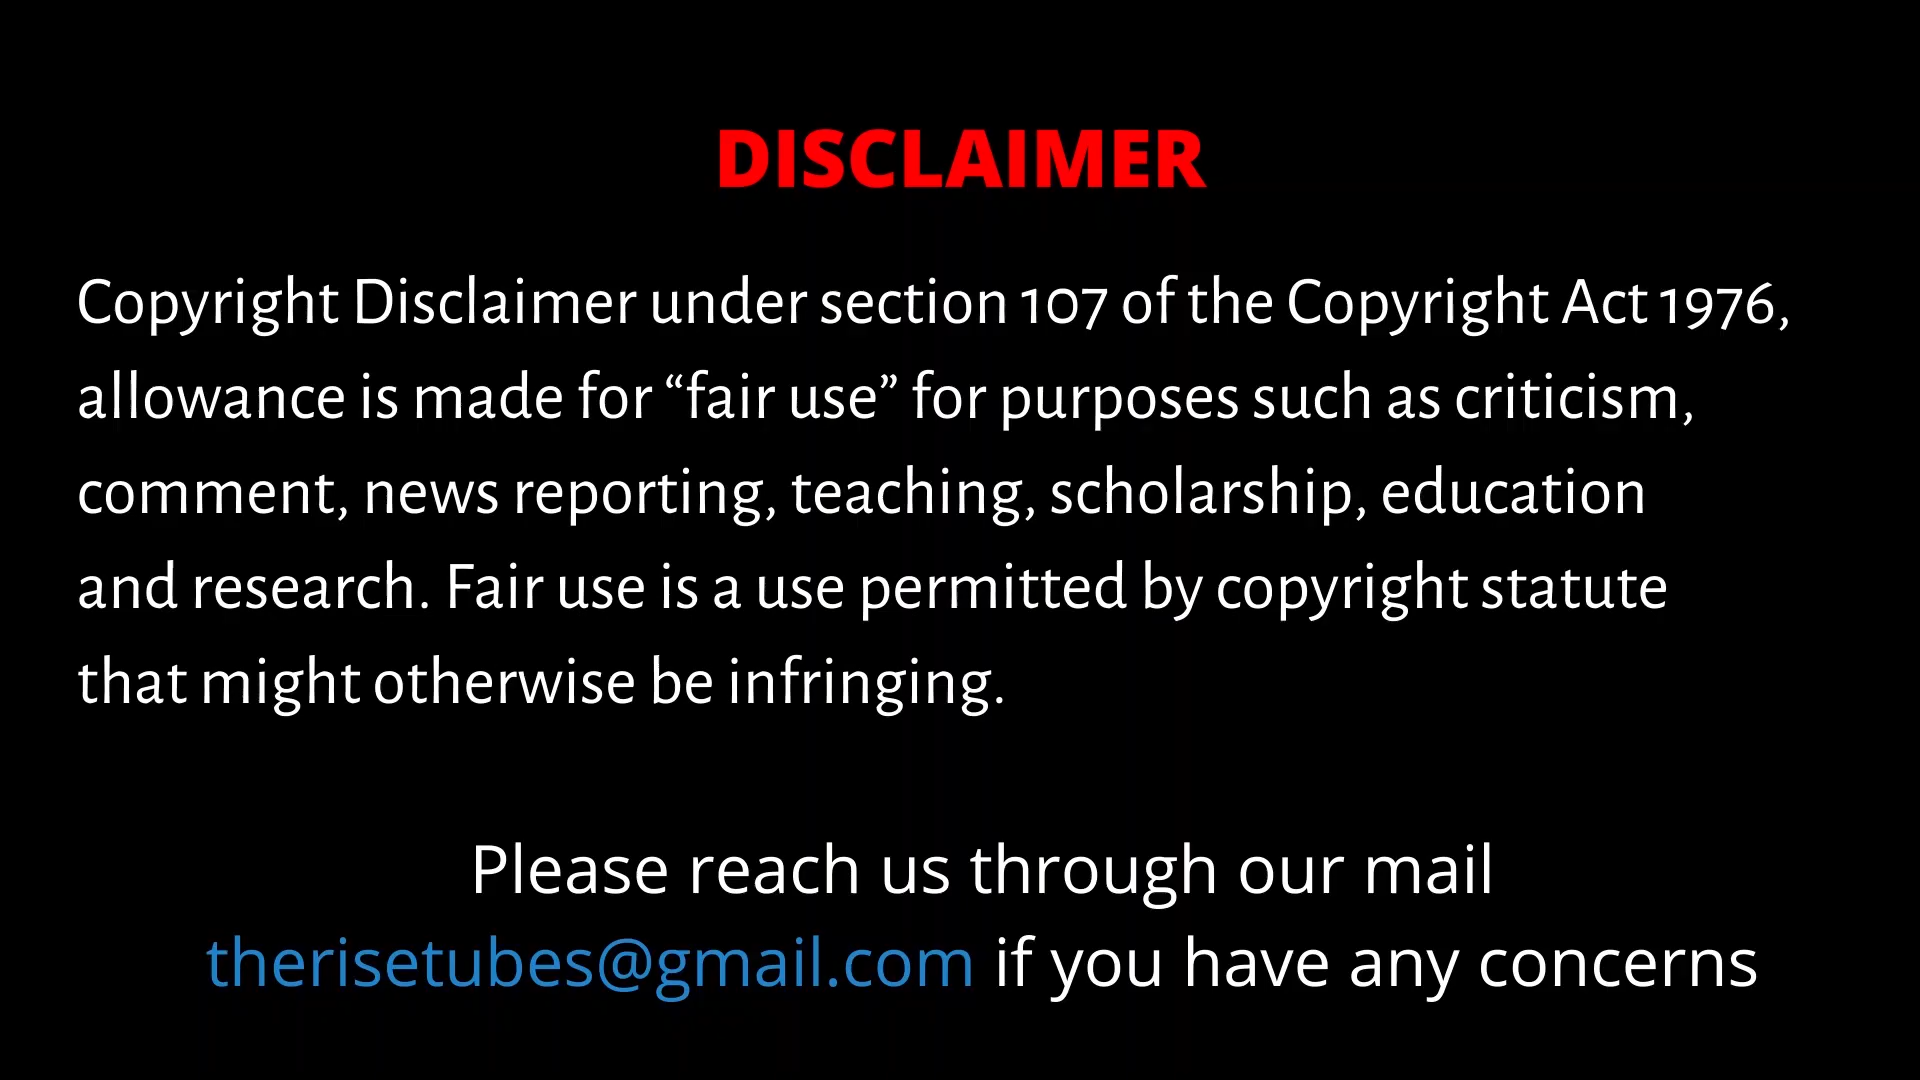 DISCLAIMER
Copyright Disclaimer under section 107 of the Copyright Act 1976,
allowance is made for “fair use” for purposes such as criticism,
comment, news reporting, teaching, scholarship, education
and research. Fair use is a use permitted by copyright statute
that might otherwise be infringing.
Please reach us through our mail
therisetubes@gmail.com if you have any concerns